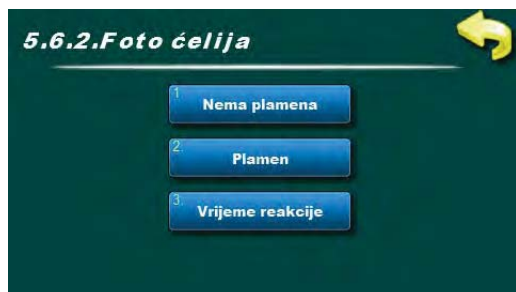 5.6.2.Foto ćelija
1
Nema plamena
2.
Plamen
3.
Vrijeme reakcije